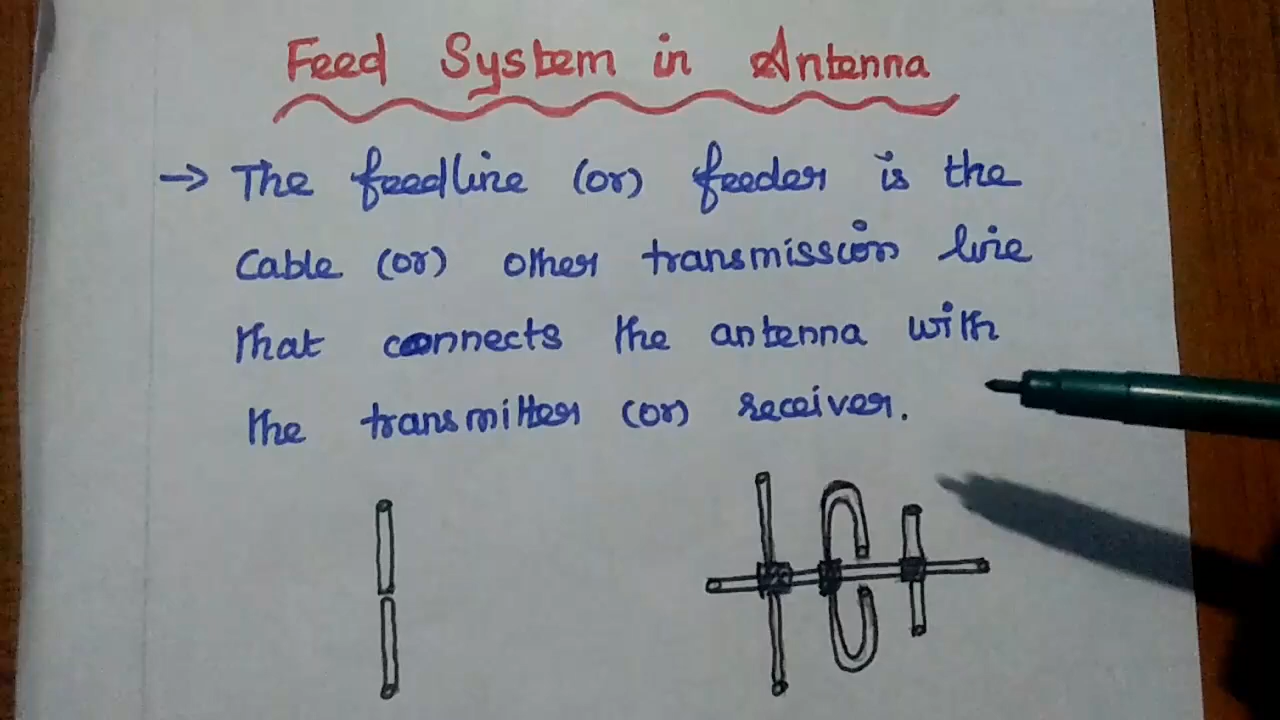 Feed System in Antenna
→ The feedline (or) feeder is the
Cable (or) other transmission line
that connects the antenna with
the transmitter (or) receiver.